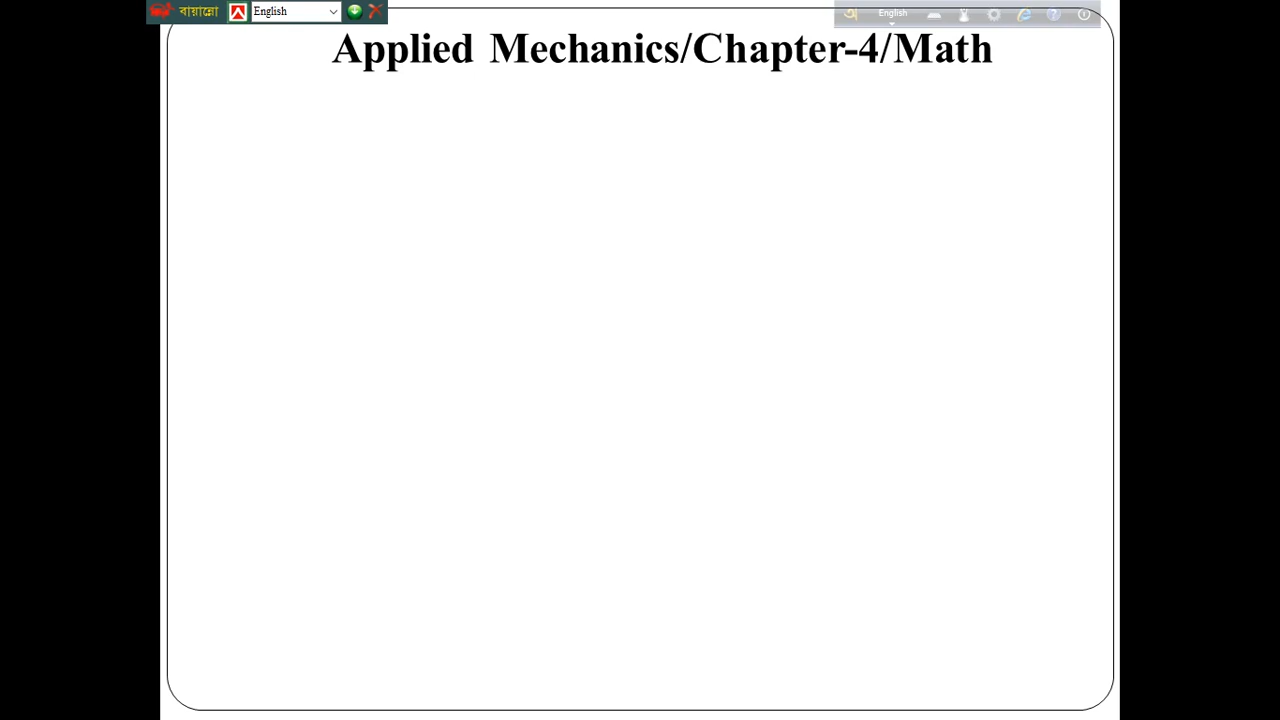 বায়ান্নো English
অ English
Applied Mechanics/Chapter-4/Math